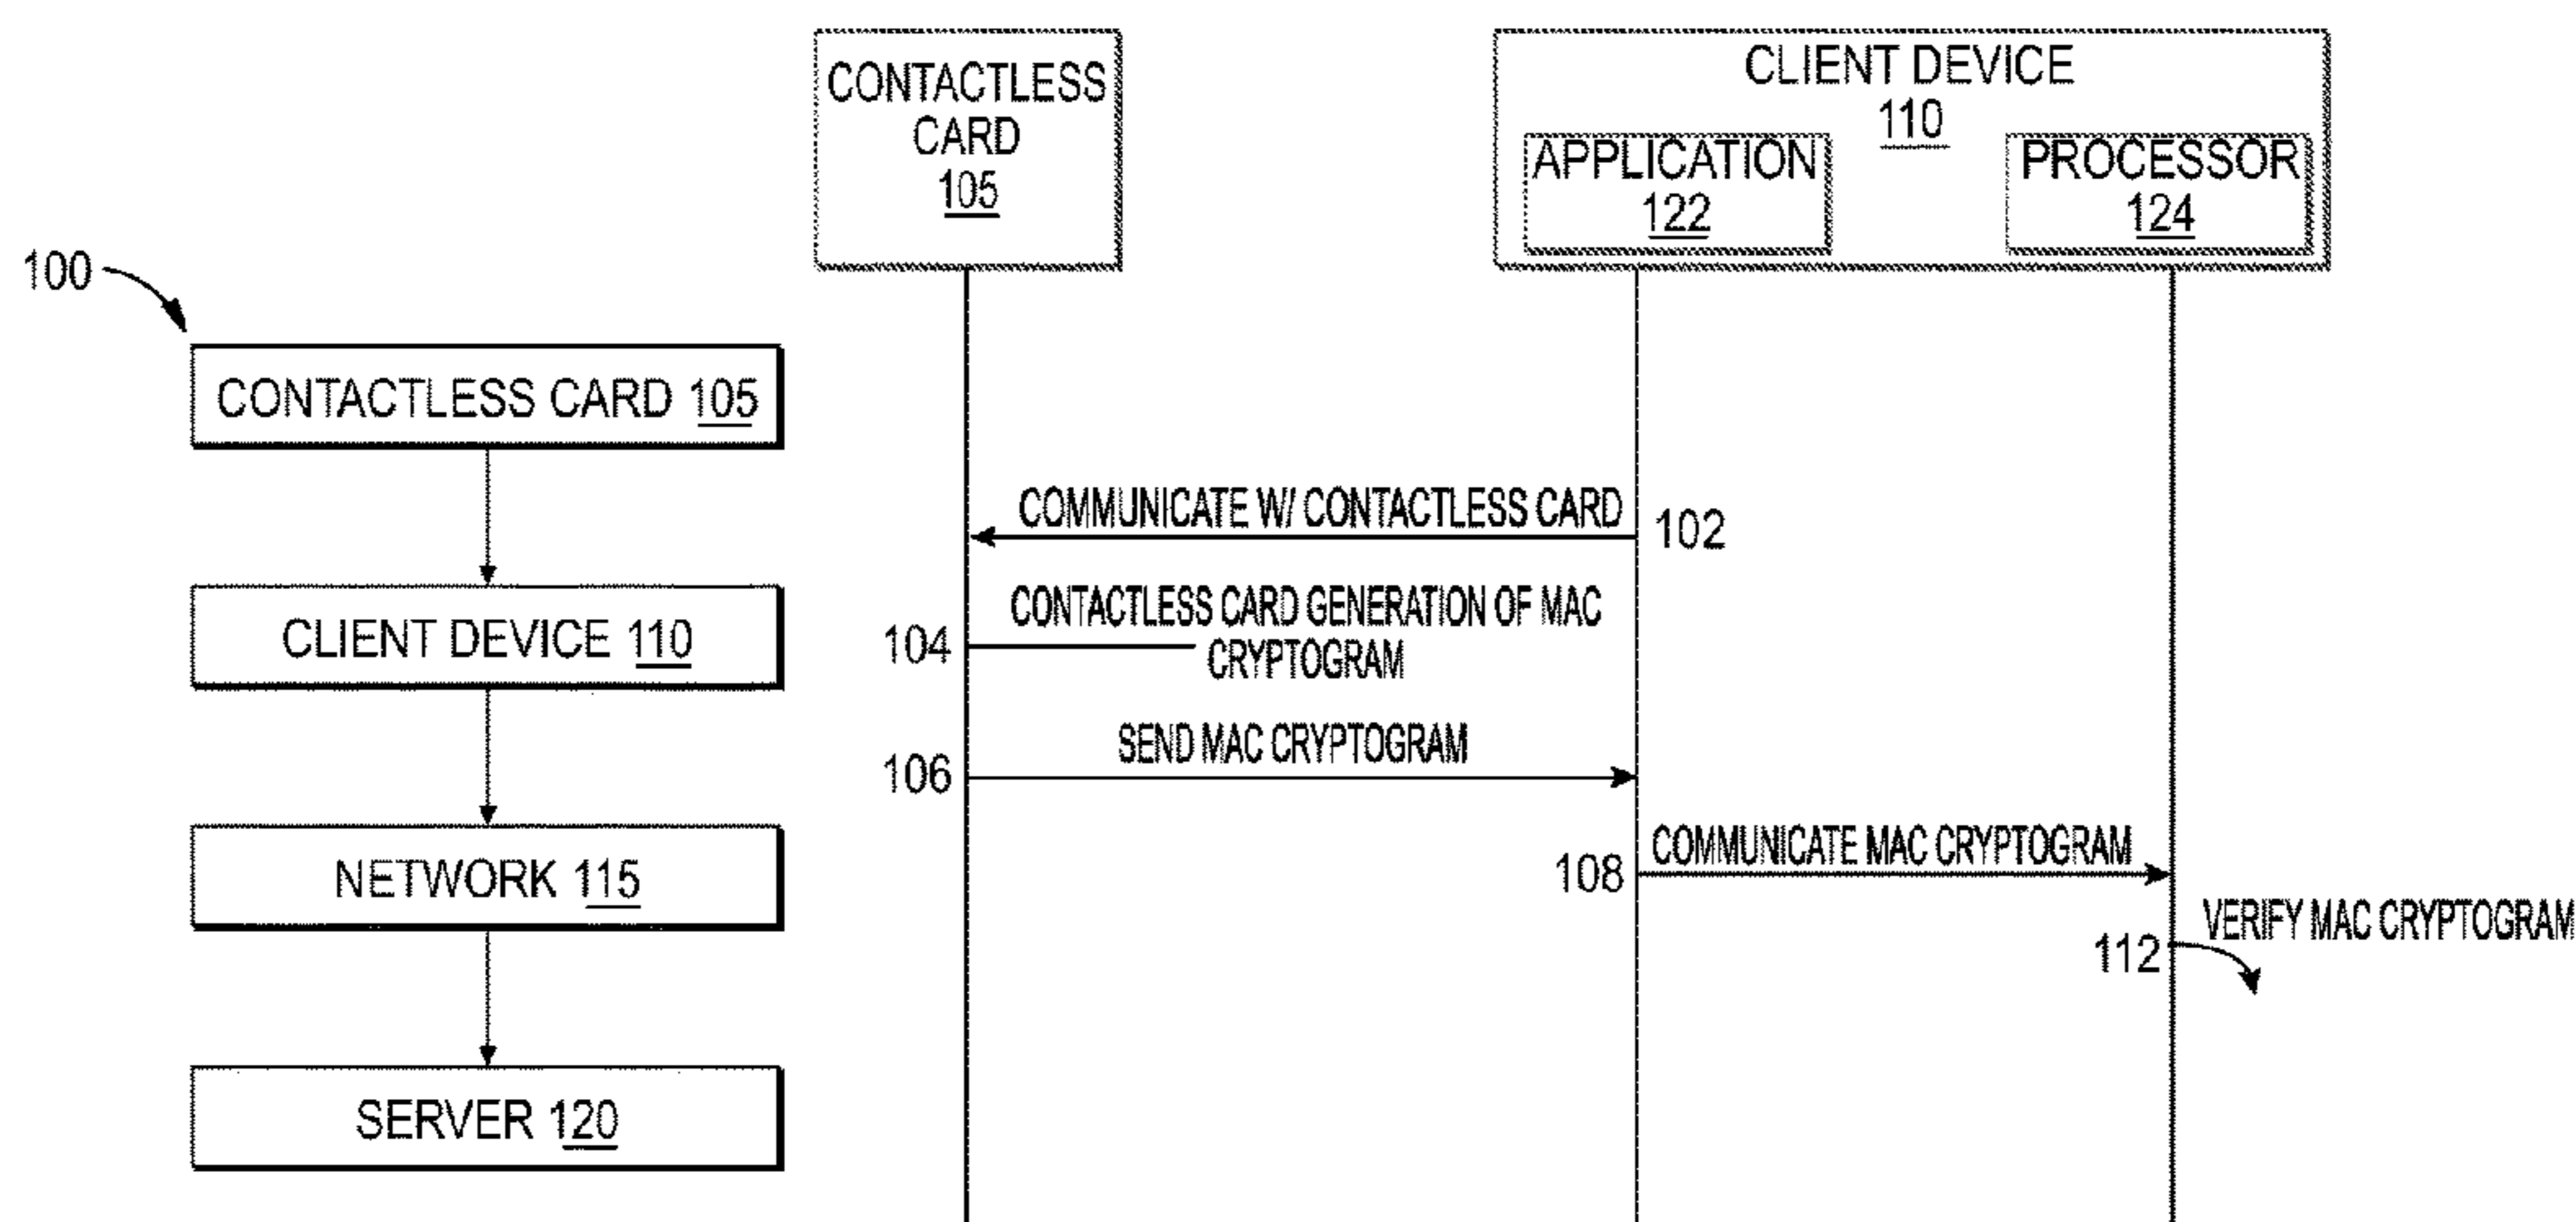 100
CONTACTLESS CARD 105
CLIENT DEVICE 110
NETWORK 115
SERVER 120
CONTACTLESS
CARD
105
CLIENT DEVICE
110
APPLICATION
122
PROCESSOR
124
COMMUNICATE W/ CONTACTLESS CARD
102
CONTACTLESS CARD GENERATION OF MAC
104
CRYPTOGRAM
SEND MAC CRYPTOGRAM
106
COMMUNICATE MAC CRYPTOGRAM
108
VERIFY MAC CRYPTOGRAM
112